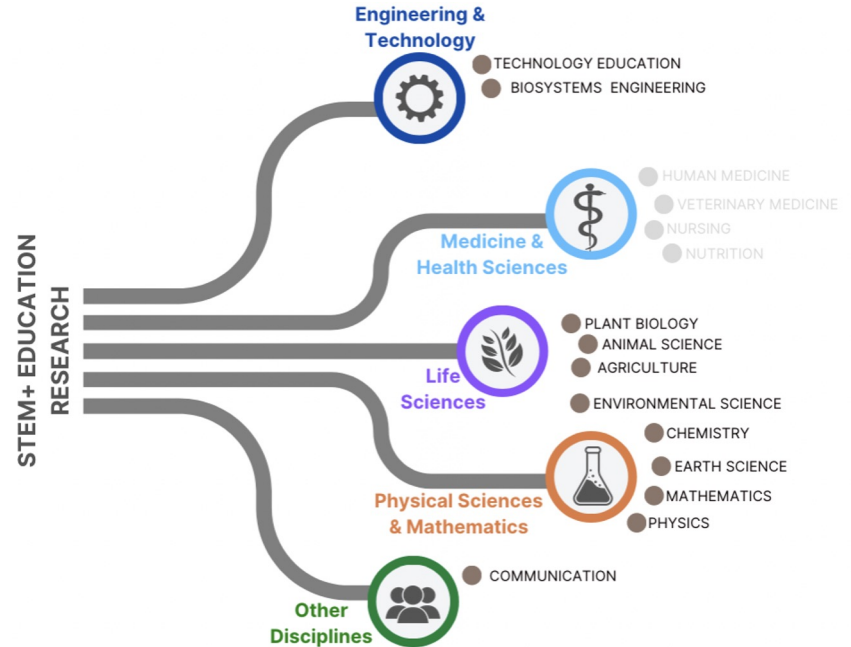 Engineering &
Technology
TECHNOLOGY EDUCATION
BIOSYSTEMS ENGINEERING
HUMAN MEDICINE
VETERINARY MEDICINE
NURSING
NUTRITION
Medicine &
Health Sciences
STEM+ EDUCATION
RESEARCH
PLANT BIOLOGY
ANIMAL SCIENCE
AGRICULTURE
Life
Sciences
ENVIRONMENTAL SCIENCE
CHEMISTRY
EARTH SCIENCE
MATHEMATICS
PHYSICS
Physical Sciences
& Mathematics
COMMUNICATION
Other
Disciplines